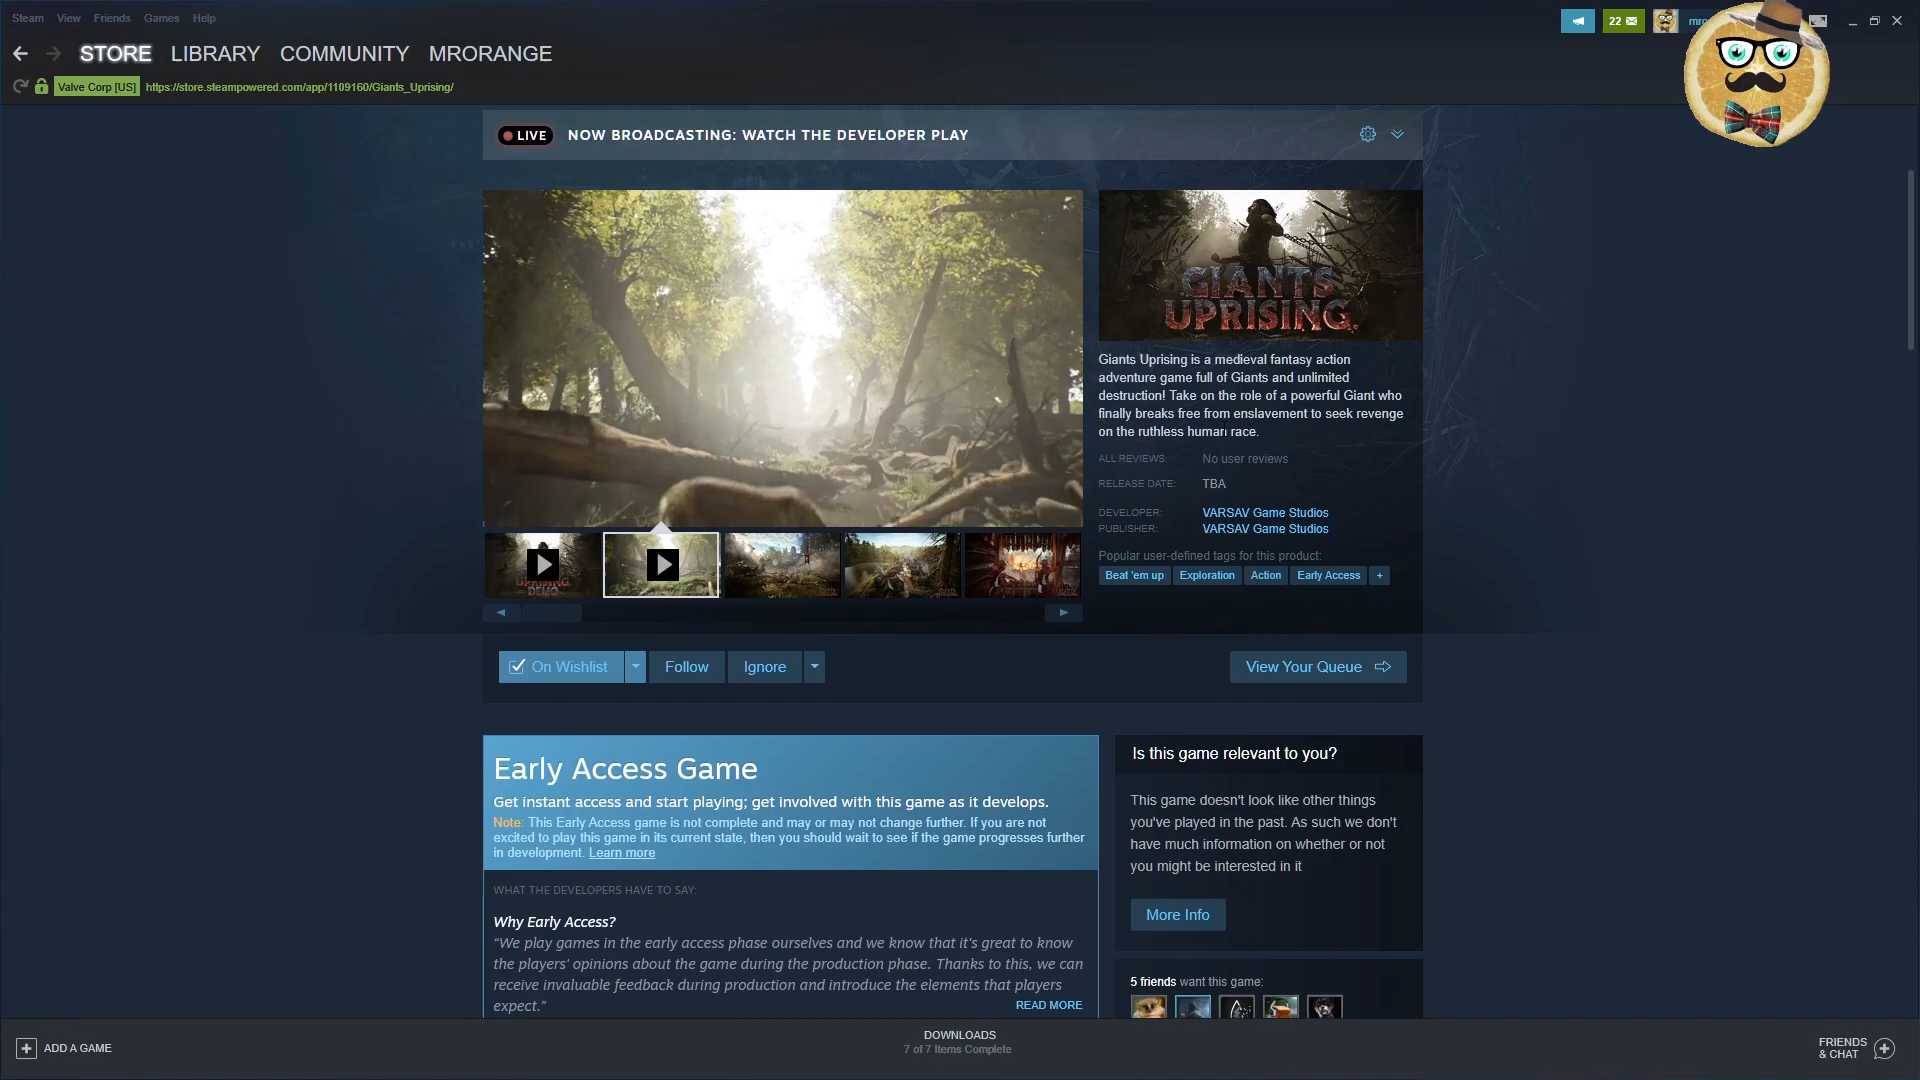 Steam View Friends Games Help
22
mro
STORE LIBRARY COMMUNITY MRORANGE
Valve Corp [US] https://store.steampowered.com/app/1109160/Giants_Uprising/
LIVE NOW BROADCASTING: WATCH THE DEVELOPER PLAY
GIANTS
UPRISING
Giants Uprising is a medieval fantasy action
adventure game full of Giants and unlimited
destruction! Take on the role of a powerful Giant who
finally breaks free from enslavement to seek revenge
on the ruthless human race.
ALL REVIEWS: No user reviews
RELEASE DATE: TBA
DEVELOPER: VARSAV Game Studios
PUBLISHER: VARSAV Game Studios
Popular user-defined tags for this product:
Beat 'em up Exploration Action Early Access +
UPRISING
DEMO
On Wishlist Follow Ignore View Your Queue
Early Access Game
Get instant access and start playing; get involved with this game as it develops.
Note: This Early Access game is not complete and may or may not change further. If you are not
excited to play this game in its current state, then you should wait to see if the game progresses further
in development. Learn more
WHAT THE DEVELOPERS HAVE TO SAY:
Why Early Access?
“We play games in the early access phase ourselves and we know that it's great to know
the players' opinions about the game during the production phase. Thanks to this, we can
receive invaluable feedback during production and introduce the elements that players
expect.”
READ MORE
Is this game relevant to you?
This game doesn't look like other things
you've played in the past. As such we don't
have much information on whether or not
you might be interested in it
More Info
5 friends want this game:
ADD A GAME
DOWNLOADS
7 of 7 Items Complete
FRIENDS
& CHAT